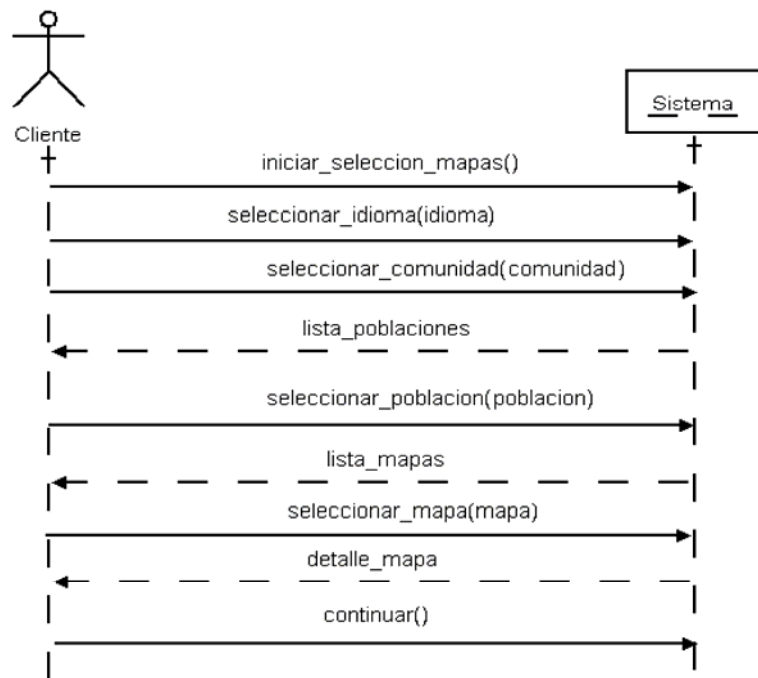 Cliente
Sistema
iniciar_seleccion_mapas()
seleccionar_idioma(idioma)
seleccionar_comunidad(comunidad)
lista_poblaciones
seleccionar_poblacion(poblacion)
lista_mapas
seleccionar_mapa(mapa)
detalle_mapa
continuar()